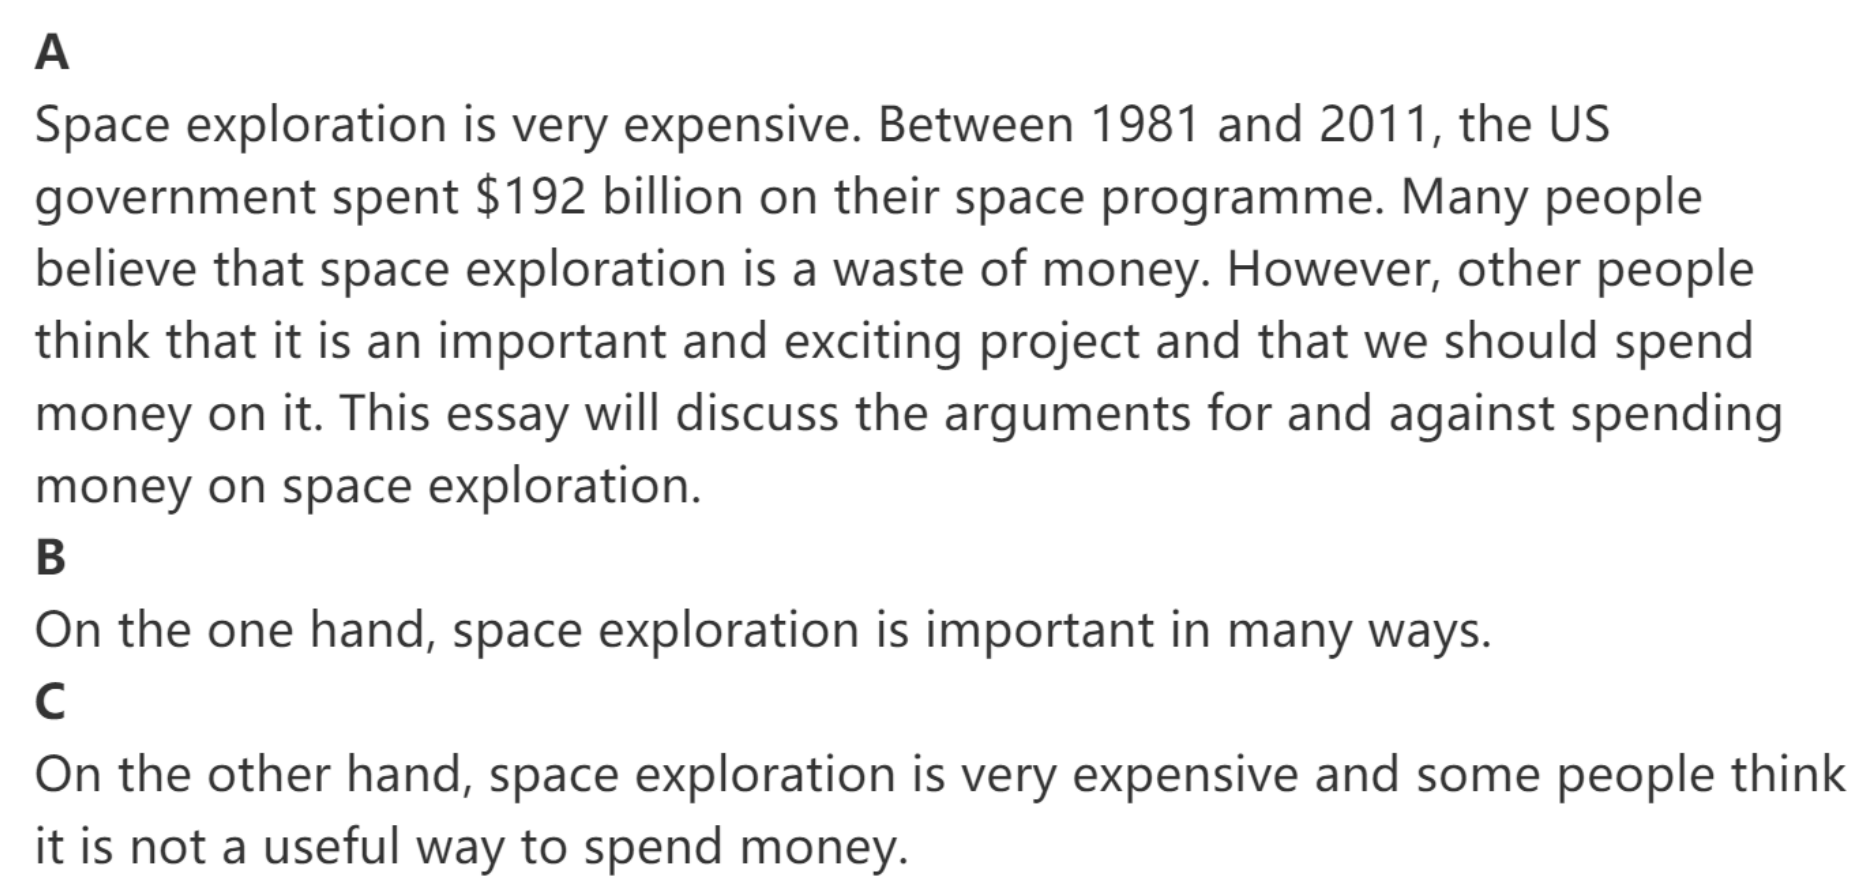 A
Space exploration is very expensive. Between 1981 and 2011, the US
government spent $192 billion on their space programme. Many people
believe that space exploration is a waste of money. However, other people
think that it is an important and exciting project and that we should spend
money on it. This essay will discuss the arguments for and against spending
money on space exploration.
B
On the one hand, space exploration is important in many ways.
C
On the other hand, space exploration is very expensive and some people think
it is not a useful way to spend money.